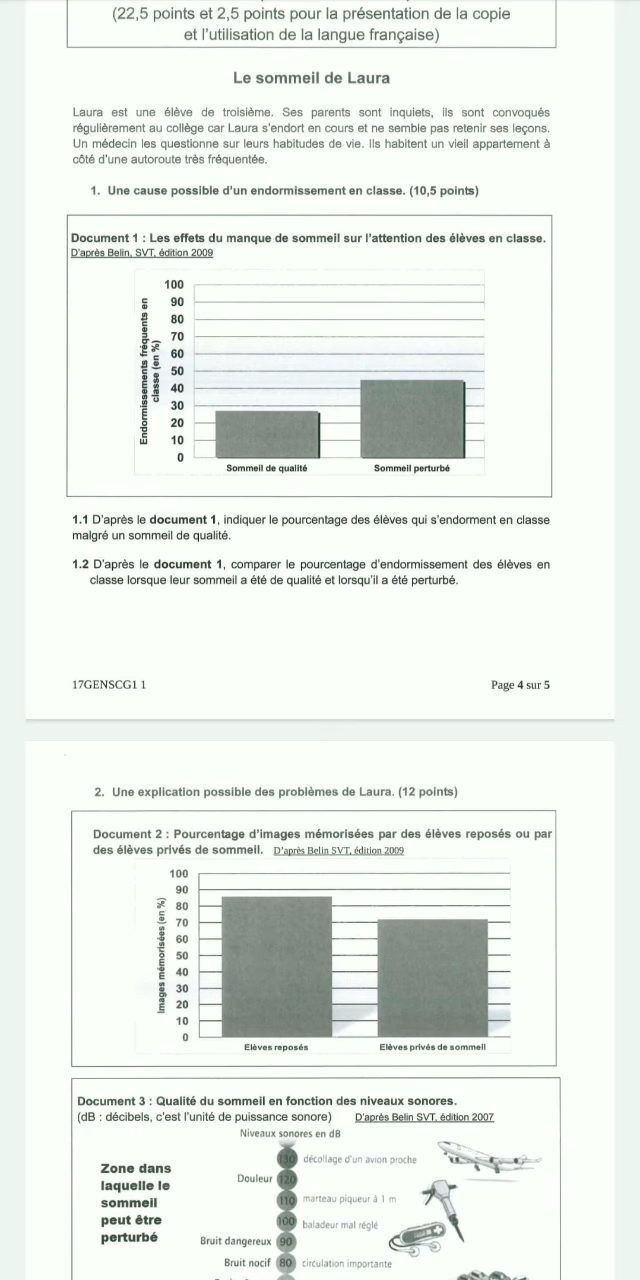 (22,5 points et 2,5 points pour la présentation de la copie
et l'utilisation de la langue française)
Le sommeil de Laura
Laura est une élève de troisième. Ses parents sont inquiets, ils sont convoqués
régulièrement au collège car Laura s'endort en cours et ne semble pas retenir ses leçons.
Un médecin les questionne sur leurs habitudes de vie. Ils habitent un vieil appartement à
côté d'une autoroute très fréquentée.
1. Une cause possible d'un endormissement en classe. (10,5 points)
Document 1 : Les effets du manque de sommeil sur l'attention des élèves en classe.
D'après Belin, SVT, édition 2009
Endormissements fréquents en
classe (en %)
100
90
80
70
60
50
40
30
20
10
0
Sommeil de qualité
Sommeil perturbé
1.1 D'après le document 1, indiquer le pourcentage des élèves qui s'endorment en classe
malgré un sommeil de qualité.
1.2 D'après le document 1, comparer le pourcentage d'endormissement des élèves en
classe lorsque leur sommeil a été de qualité et lorsqu'il a été perturbé.
17GENSCG1 1
Page 4 sur 5
2. Une explication possible des problèmes de Laura. (12 points)
Document 2 : Pourcentage d'images mémorisées par des élèves reposés ou par
des élèves privés de sommeil. D'après Belin SVT, édition 2009
Images mémorisées (en %)
100
90
80
70
60
50
40
30
20
10
0
Elèves reposés
Elèves privés de sommeil
Document 3 : Qualité du sommeil en fonction des niveaux sonores.
(dB : décibels, c'est l'unité de puissance sonore) D'après Belin SVT, édition 2007
Niveaux sonores en dB
Zone dans
laquelle le
sommeil
peut être
perturbé
130 décollage d'un avion proche
Douleur 120
110 marteau piqueur à 1 m
100 baladeur mal réglé
Bruit dangereux 90
Bruit nocif 80 circulation importante